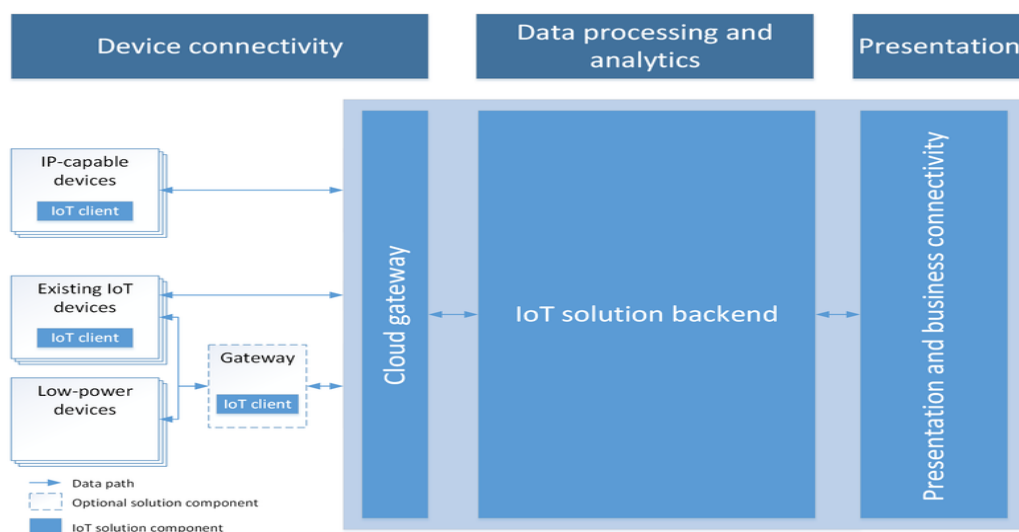 Device connectivity
Data processing and
analytics
Presentation
IP-capable
devices
IoT client
Existing IoT
devices
IoT client
Low-power
devices
Gateway
IoT client
Cloud gateway
IoT solution backend
Presentation and business connectivity
Data path
Optional solution component
IoT solution component